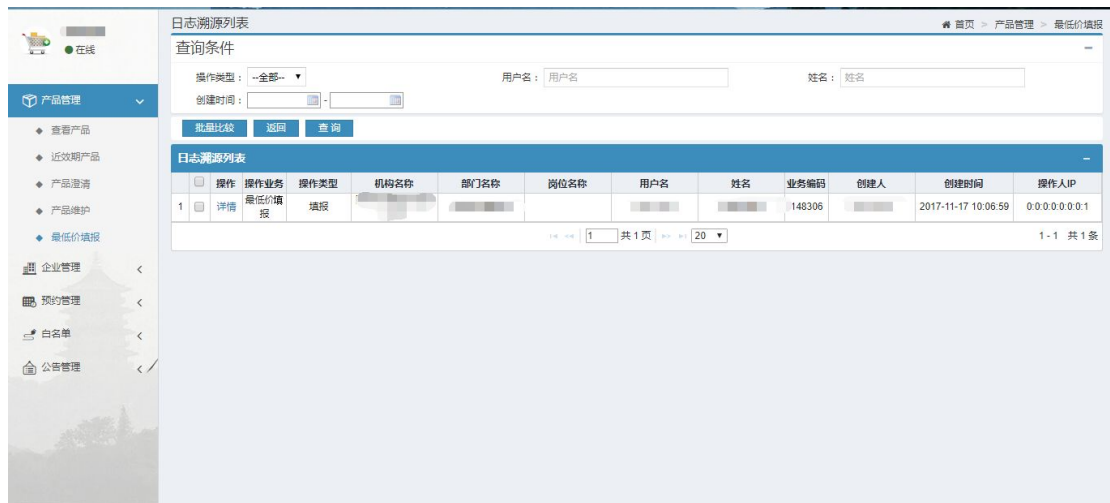 在线
产品管理
查看产品
近效期产品
产品澄清
产品维护
最低价填报
企业管理
预约管理
白名单
公告管理
日志溯源列表
首页 > 产品管理 > 最低价填报
查询条件
操作类型： --全部--
用户名： 用户名
姓名： 姓名
创建时间： -
批量比较 返回 查询
日志溯源列表
操作 操作业务 操作类型 机构名称 部门名称 岗位名称 用户名 姓名 业务编码 创建人 创建时间 操作人IP
1 详情 最低价填报 填报 148306 2017-11-17 10:06:59 0:0:0:0:0:0:0:1
1 共1页 20 1 - 1 共1条